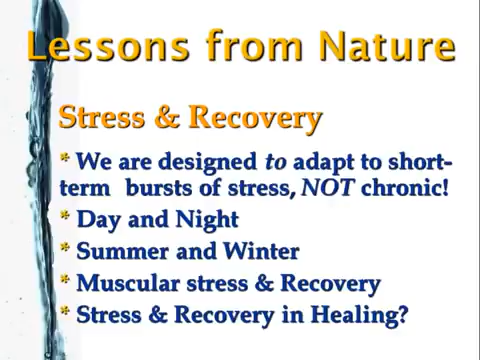 Lessons from Nature
Stress & Recovery
* We are designed to adapt to short-
term bursts of stress, NOT chronic!
* Day and Night
* Summer and Winter
* Muscular stress & Recovery
* Stress & Recovery in Healing?